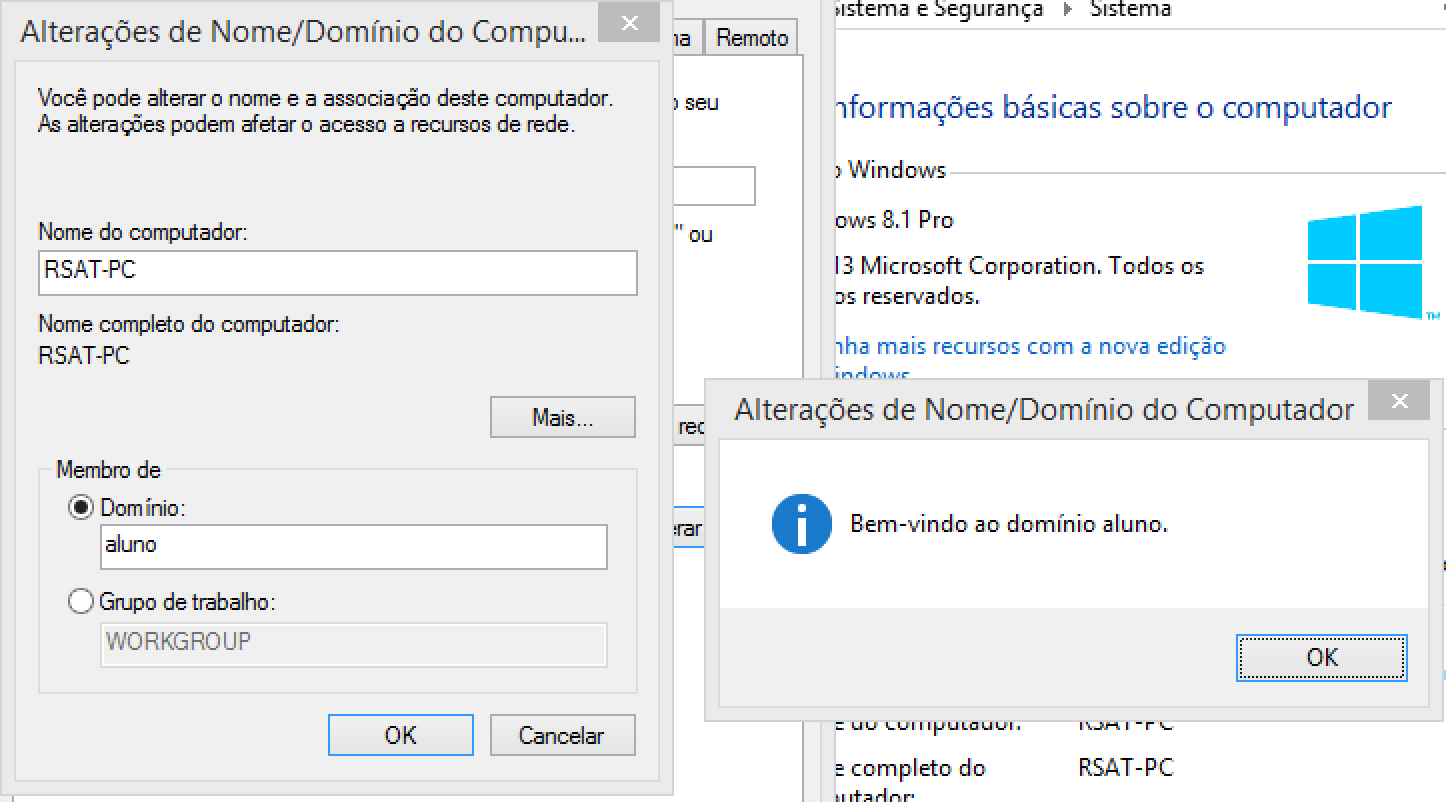 Alterações de Nome/Domínio do Compu...
Você pode alterar o nome e a associação deste computador.
As alterações podem afetar o acesso a recursos de rede.
Nome do computador:
RSAT-PC
Nome completo do computador:
RSAT-PC
Mais...
Membro de
Domínio:
aluno
Grupo de trabalho:
WORKGROUP
OK
Cancelar
Remoto
seu
" ou
Sistema e Segurança
Sistema
nformações básicas sobre o computador
Windows
ows 8.1 Pro
13 Microsoft Corporation. Todos os
os reservados.
nha mais recursos com a nova edição
indows
TM
Alterações de Nome/Domínio do Computador
Bem-vindo ao domínio aluno.
OK
do computador: RSAT-PC
e completo do RSAT-PC
putador: